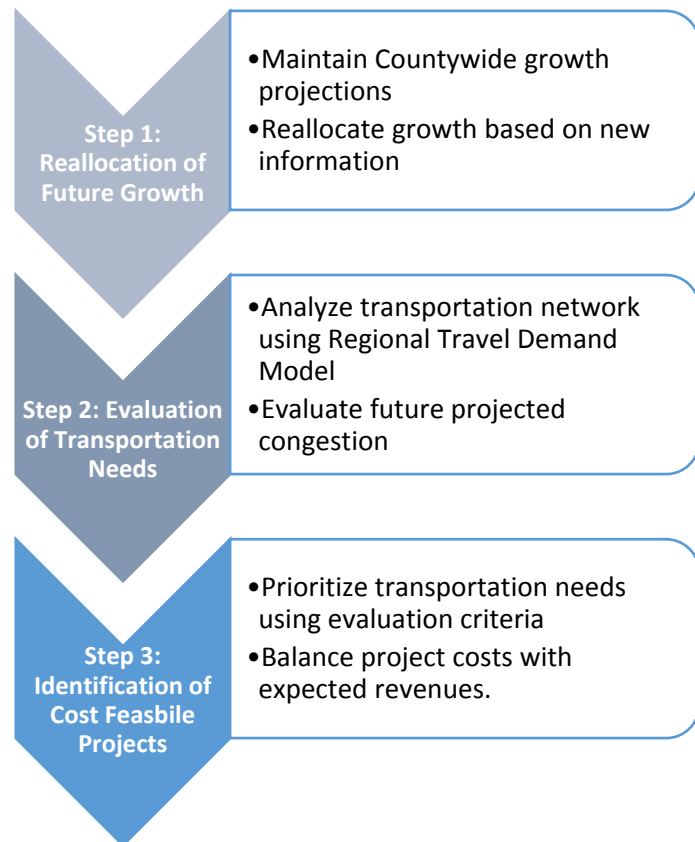 Step 1:
Reallocation of
Future Growth
•Maintain Countywide growth
projections
•Reallocate growth based on new
information
Step 2: Evaluation
of Transportation
Needs
•Analyze transportation network
using Regional Travel Demand
Model
•Evaluate future projected
congestion
Step 3:
Identification of
Cost Feasbile
Projects
•Prioritize transportation needs
using evaluation criteria
•Balance project costs with
expected revenues.